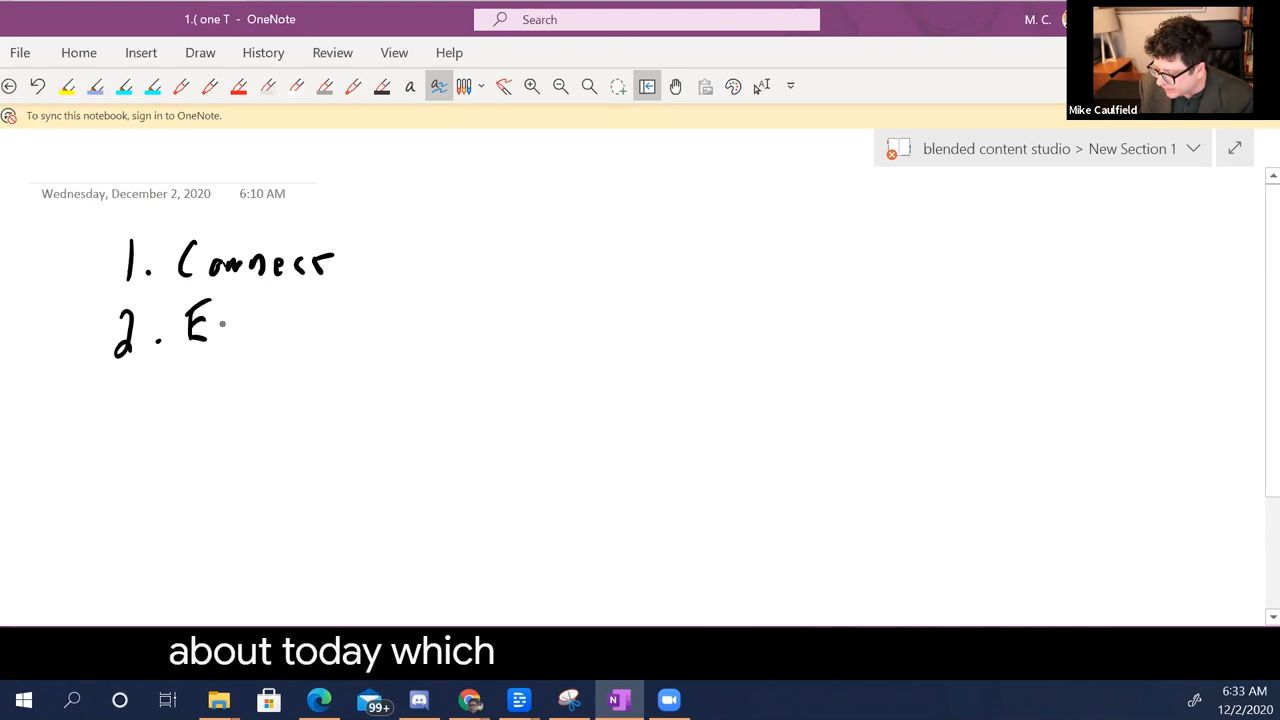 1.( one T - OneNote
Search
M. C.
File Home Insert Draw History Review View Help
a
To sync this notebook, sign in to OneNote.
Mike Caulfield
blended content studio > New Section 1
Wednesday, December 2, 2020 6:10 AM
1. Connect
2. E
about today which
99+
N
6:33 AM
12/2/2020